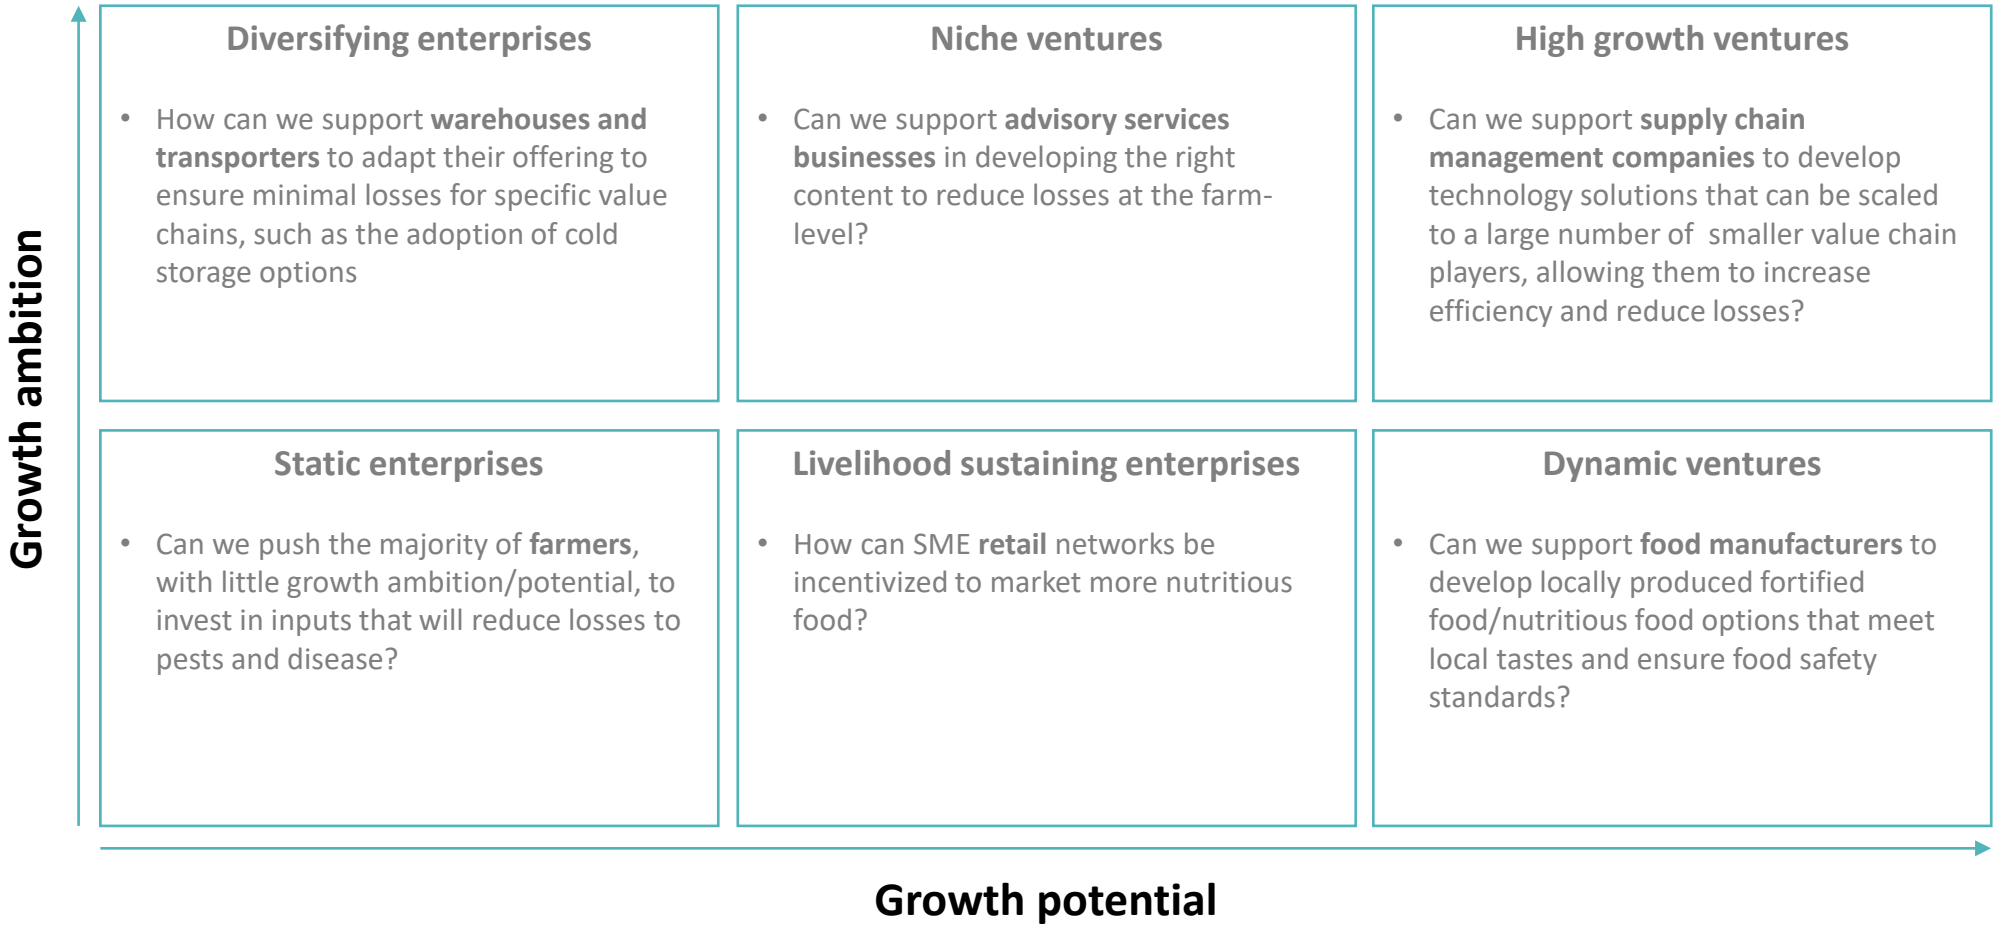 Growth ambition
Diversifying enterprises
• How can we support warehouses and
transporters to adapt their offering to
ensure minimal losses for specific value
chains, such as the adoption of cold
storage options
Niche ventures
• Can we support advisory services
businesses in developing the right
content to reduce losses at the farm-
level?
High growth ventures
• Can we support supply chain
management companies to develop
technology solutions that can be scaled
to a large number of  smaller value chain
players, allowing them to increase
efficiency and reduce losses?
Static enterprises
• Can we push the majority of farmers,
with little growth ambition/potential, to
invest in inputs that will reduce losses to
pests and disease?
Livelihood sustaining enterprises
• How can SME retail networks be
incentivized to market more nutritious
food?
Dynamic ventures
• Can we support food manufacturers to
develop locally produced fortified
food/nutritious food options that meet
local tastes and ensure food safety
standards?
Growth potential